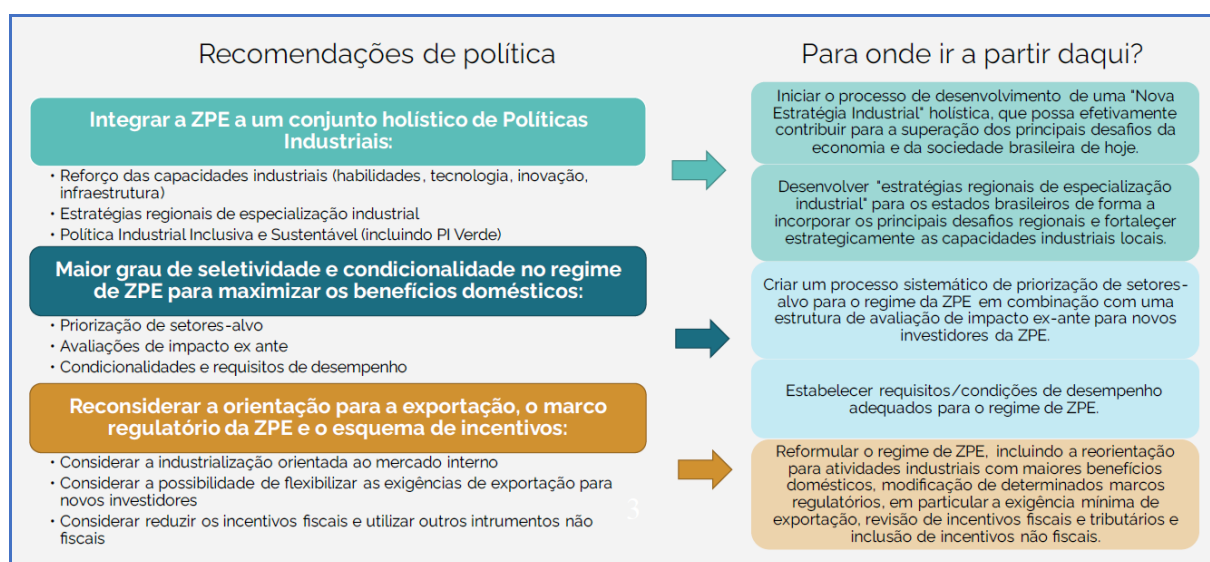 Recomendações de política
Integrar a ZPE a um conjunto holístico de Políticas
Industriais:
• Reforço das capacidades industriais (habilidades, tecnologia, inovação,
infraestrutura)
• Estratégias regionais de especialização industrial
• Política Industrial Inclusiva e Sustentável (incluindo PI Verde)
Maior grau de seletividade e condicionalidade no regime
de ZPE para maximizar os benefícios domésticos:
• Priorização de setores-alvo
• Avaliações de impacto ex ante
• Condicionalidades e requisitos de desempenho
Reconsiderar a orientação para a exportação, o marco
regulatório da ZPE e o esquema de incentivos:
• Considerar a industrialização orientada ao mercado interno
• Considerar a possibilidade de flexibilizar as exigências de exportação para
novos investidores
• Considerar reduzir os incentivos fiscais e utilizar outros intrumentos não
fiscais
3
Para onde ir a partir daqui?
Iniciar o processo de desenvolvimento de uma "Nova
Estratégia Industrial" holística, que possa efetivamente
contribuir para a superação dos principais desafios da
economia e da sociedade brasileira de hoje.
Desenvolver "estratégias regionais de especialização
industrial" para os estados brasileiros de forma a
incorporar os principais desafios regionais e fortaleçer
estrategicamente as capacidades industriais locais.
Criar um processo sistemático de priorização de setores-
alvo para o regime da ZPE em combinação com uma
estrutura de avaliação de impacto ex-ante para novos
investidores da ZPE.
Estabelecer requisitos/condições de desempenho
adequados para o regime de ZPE.
Reformular o regime de ZPE, incluindo a reorientação
para atividades industriais com maiores benefícios
domésticos, modificação de determinados marcos
regulatórios, em particular a exigência mínima de
exportação, revisão de incentivos fiscais e tributários e
inclusão de incentivos não fiscais.